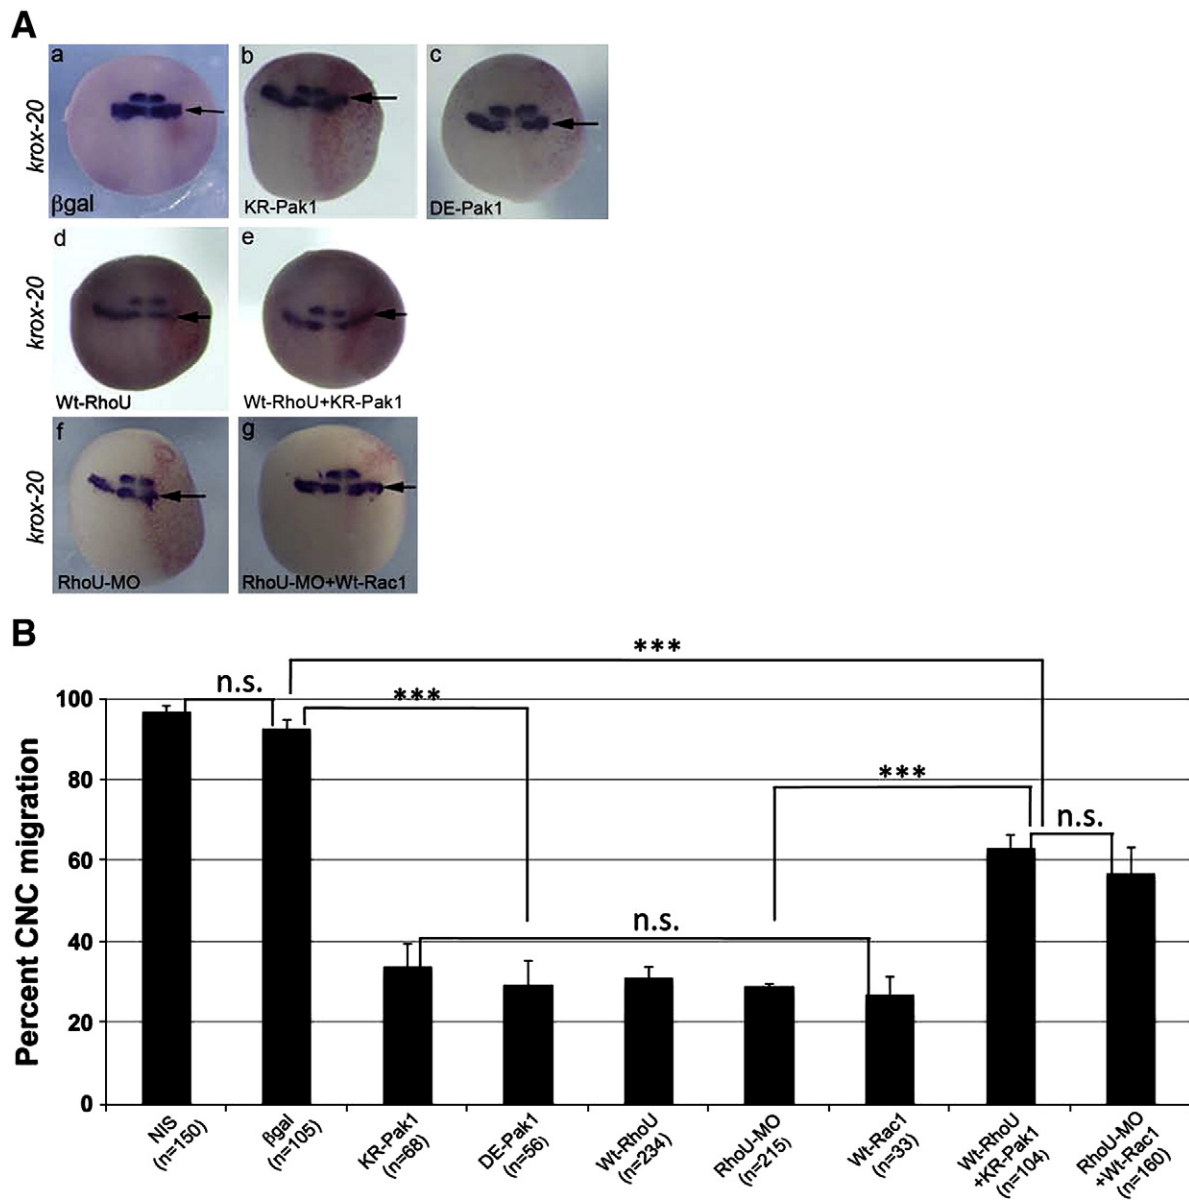 A
krox-20
a
βgal
b
KR-Pak1
c
DE-Pak1
krox-20
d
Wt-RhoU
e
Wt-RhoU+KR-Pak1
krox-20
f
RhoU-MO
g
RhoU-MO+Wt-Rac1
B
***
n.s.
***
***
n.s.
n.s.
Percent CNC migration
100
80
60
40
20
0
NIS
(n=150)
βgal
(n=105)
KR-Pak1
(n=68)
DE-Pak1
(n=56)
Wt-RhoU
(n=234)
RhoU-MO
(n=215)
Wt-Rac1
(n=33)
Wt-RhoU
+KR-Pak1
(n=104)
RhoU-MO
+Wt-Rac1
(n=160)